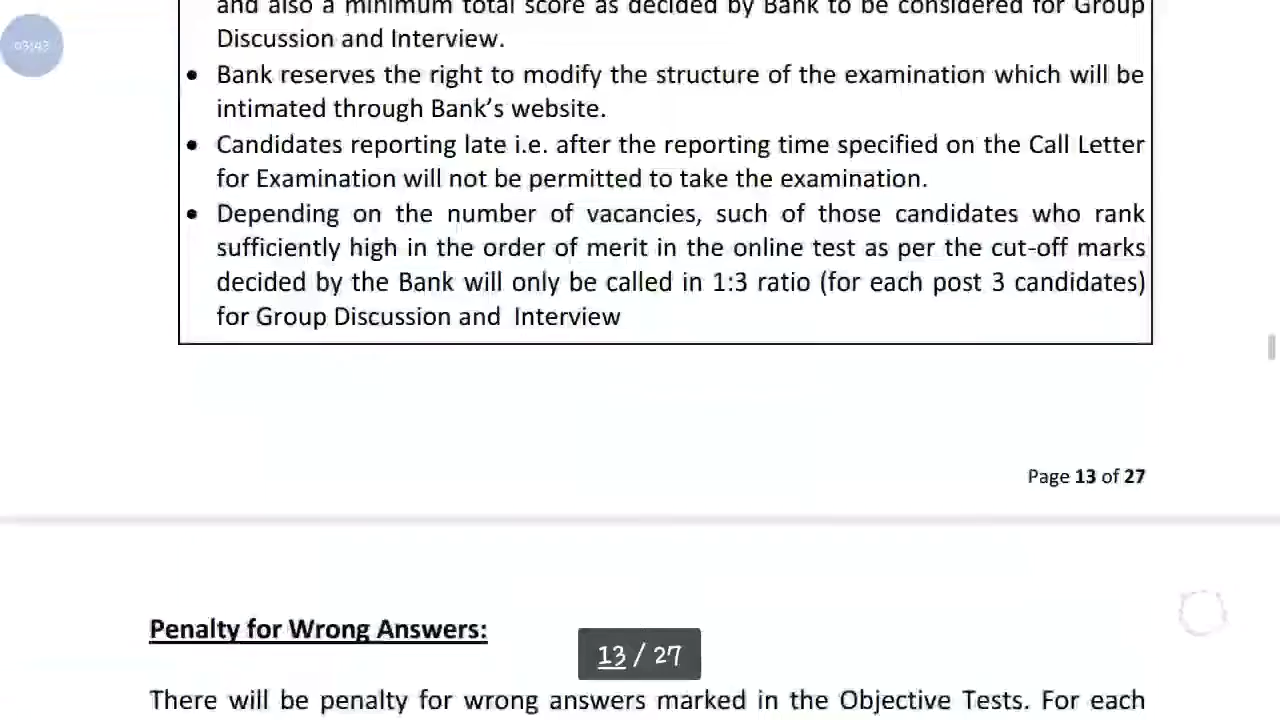 and also a minimum total score as decided by Bank to be considered for Group
Discussion and Interview.
• Bank reserves the right to modify the structure of the examination which will be
intimated through Bank’s website.
• Candidates reporting late i.e. after the reporting time specified on the Call Letter
for Examination will not be permitted to take the examination.
• Depending on the number of vacancies, such of those candidates who rank
sufficiently high in the order of merit in the online test as per the cut-off marks
decided by the Bank will only be called in 1:3 ratio (for each post 3 candidates)
for Group Discussion and Interview
Page 13 of 27
Penalty for Wrong Answers:
13 / 27
There will be penalty for wrong answers marked in the Objective Tests. For each